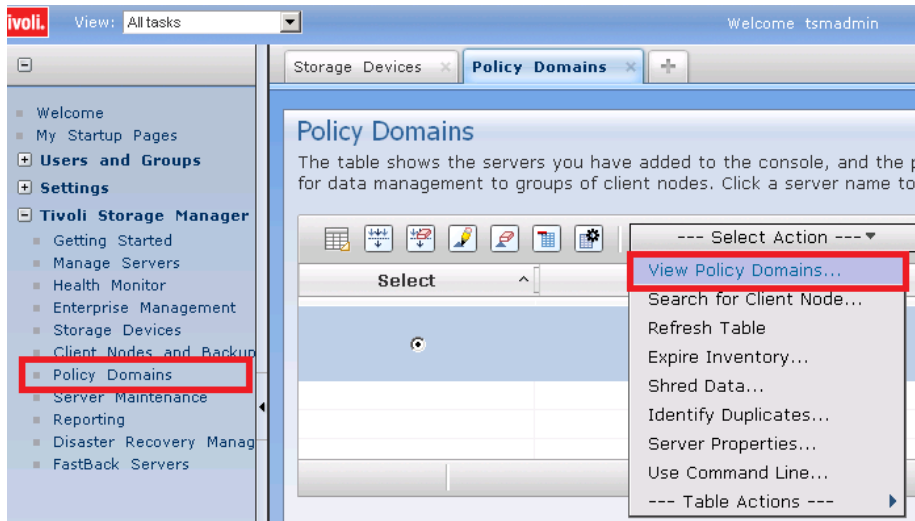 ivoli. View: All tasks Welcome tsmadmin
Storage Devices Policy Domains
Welcome
My Startup Pages
Users and Groups
Settings
Tivoli Storage Manager
Getting Started
Manage Servers
Health Monitor
Enterprise Management
Storage Devices
Client Nodes and Backup
Policy Domains
Server Maintenance
Reporting
Disaster Recovery Manag
FastBack Servers
Policy Domains
The table shows the servers you have added to the console, and the p
for data management to groups of client nodes. Click a server name to
--- Select Action ---
Select
View Policy Domains...
Search for Client Node...
Refresh Table
Expire Inventory...
Shred Data...
Identify Duplicates...
Server Properties...
Use Command Line...
--- Table Actions ---